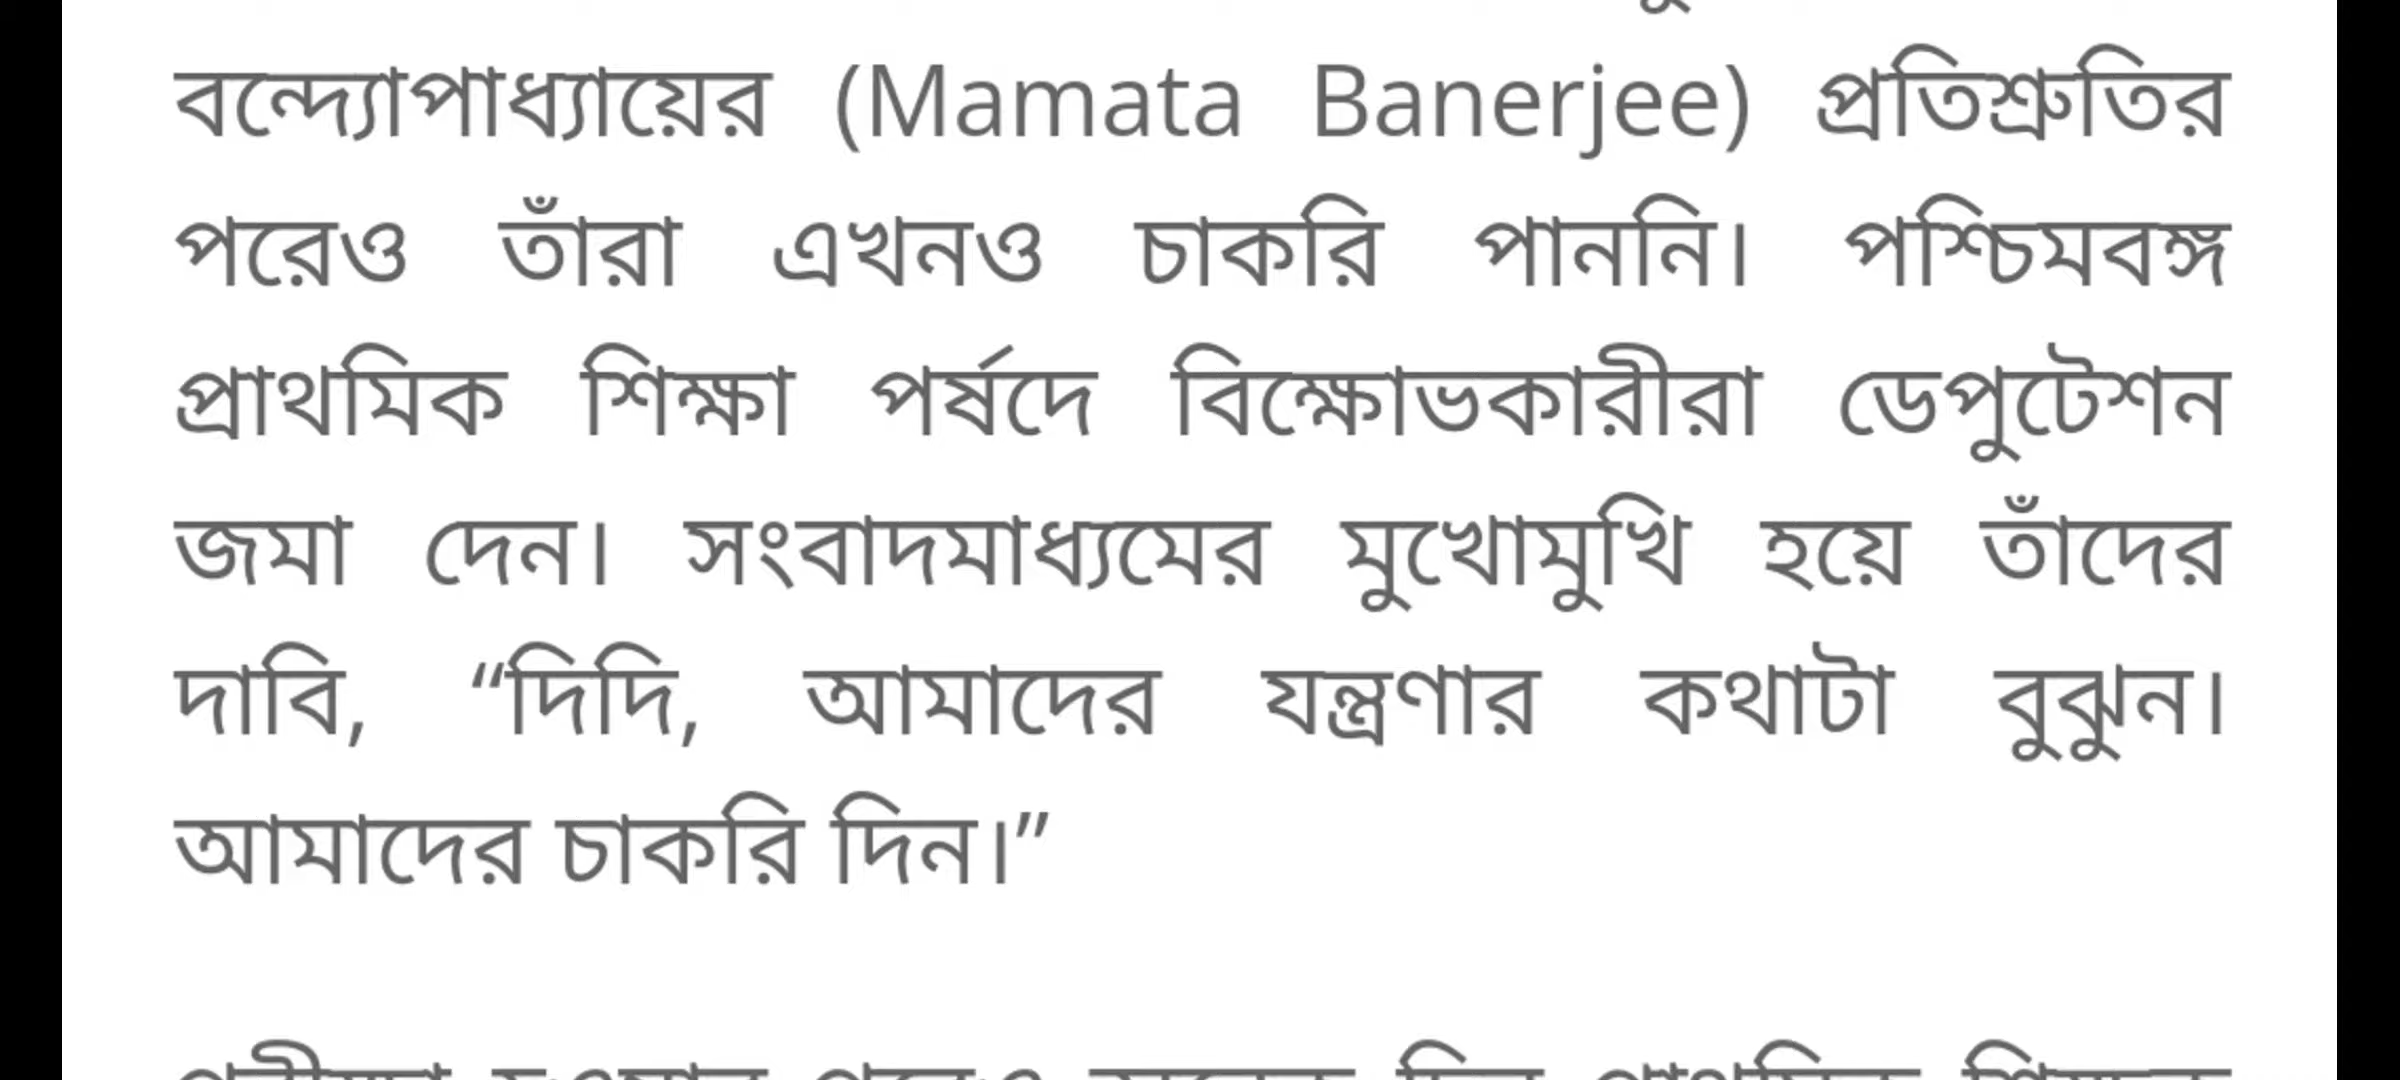 বন্দ্যোপাধ্যায়ের (Mamata Banerjee) প্রতিশ্রুতির
পরেও তাঁরা এখনও চাকরি পাননি। পশ্চিমবঙ্গ
প্রাথমিক শিক্ষা পর্ষদে বিক্ষোভকারীরা ডেপুটেশন
জমা দেন। সংবাদমাধ্যমের মুখোমুখি হয়ে তাঁদের
দাবি, “দিদি, আমাদের যন্ত্রণার কথাটা বুঝুন।
আমাদের চাকরি দিন।”